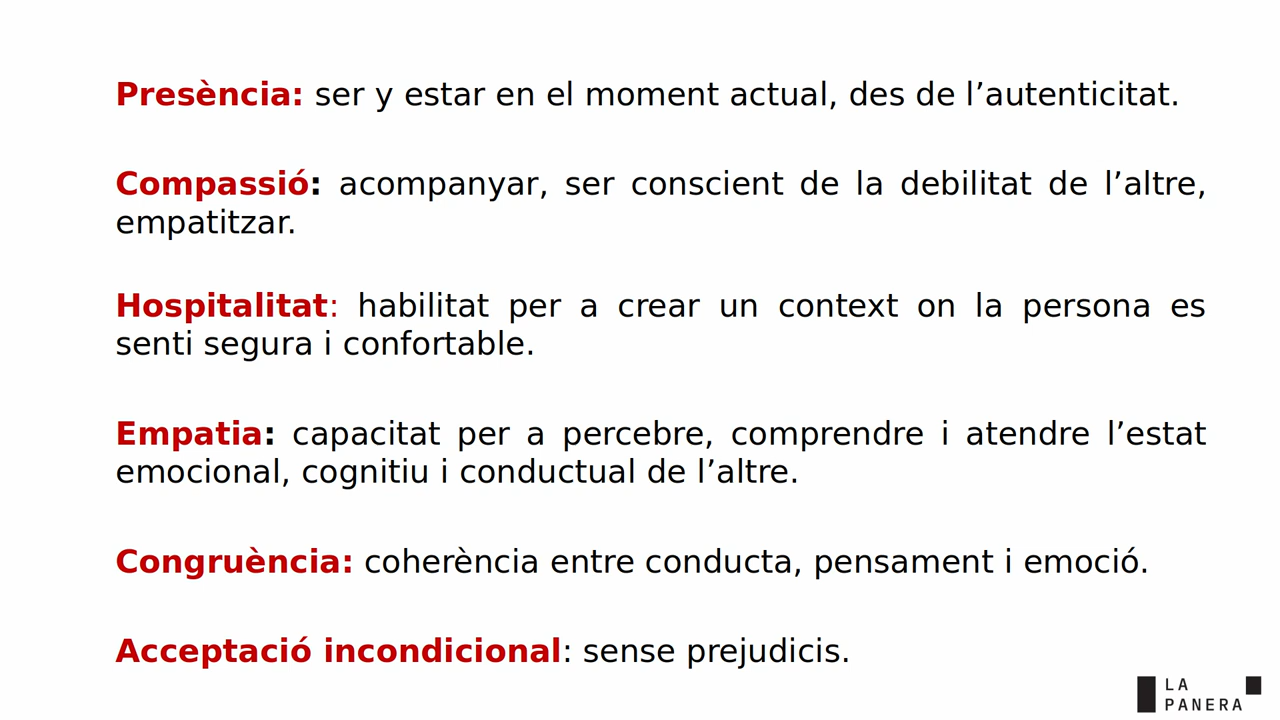 Presència: ser y estar en el moment actual, des de l’autenticitat.
Compassió: acompanyar, ser conscient de la debilitat de l’altre,
empatitzar.
Hospitalitat: habilitat per a crear un context on la persona es
senti segura i confortable.
Empatia: capacitat per a percebre, comprendre i atendre l’estat
emocional, cognitiu i conductual de l’altre.
Congruència: coherència entre conducta, pensament i emoció.
Acceptació incondicional: sense prejudicis.
LA
PANERA